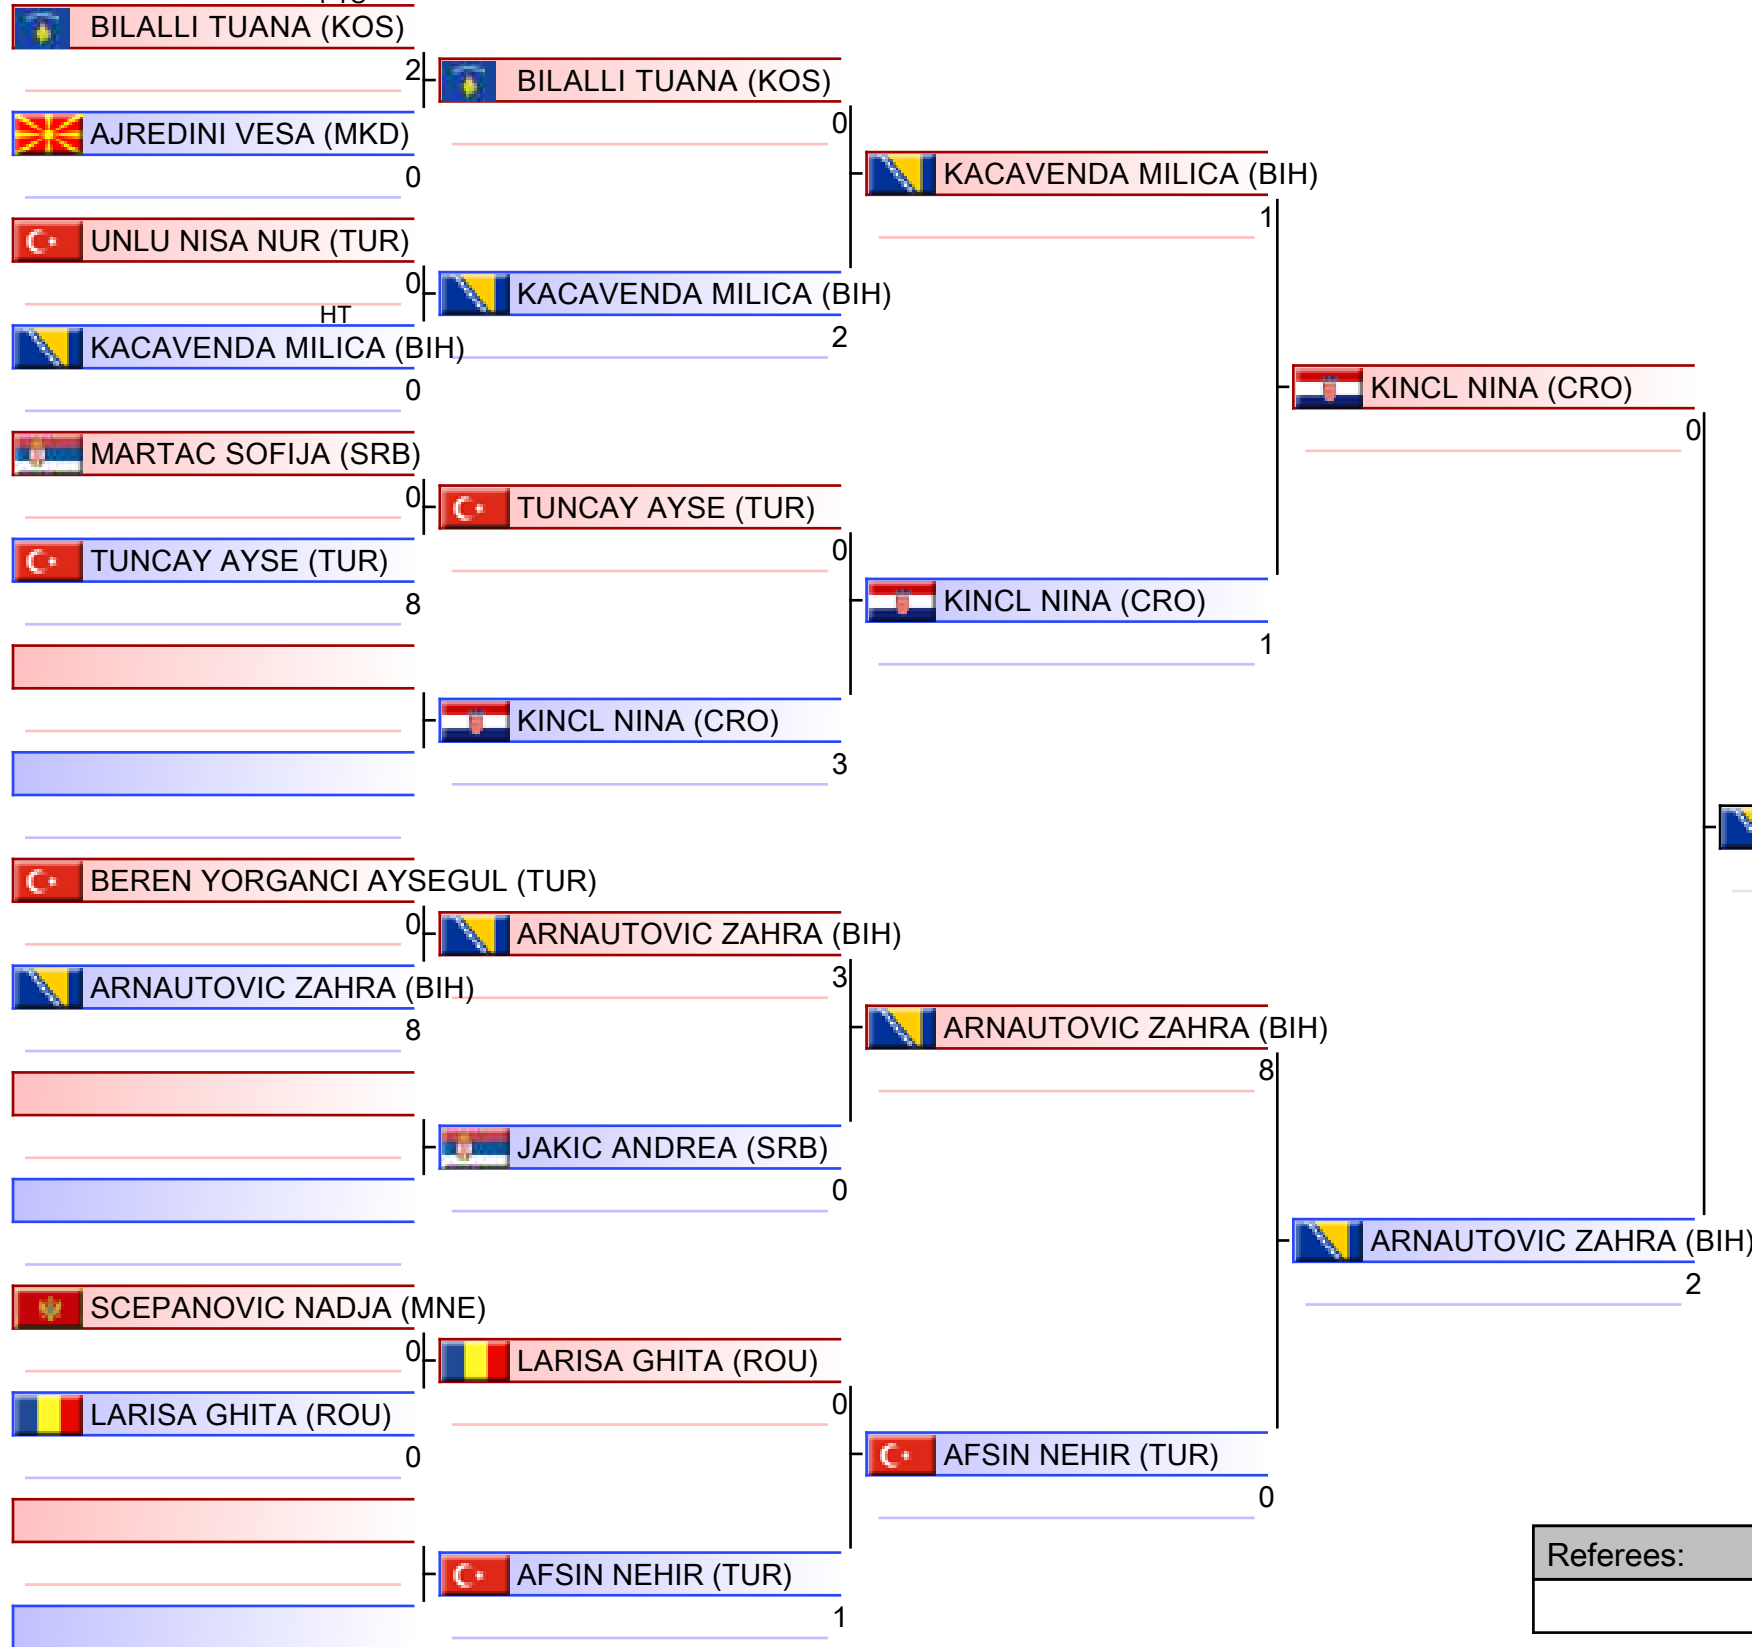 BILALLI TUANA (KOS)
2
AJREDINI VESA (MKD)
0
UNLU NISA NUR (TUR)
0
HT
KACAVENDA MILICA (BIH)
0
MARTAC SOFIJA (SRB)
0
TUNCAY AYSE (TUR)
8
BEREN YORGANCI AYSEGUL (TUR)
0
ARNAUTOVIC ZAHRA (BIH)
8
SCEPANOVIC NADJA (MNE)
0
LARISA GHITA (ROU)
0
BILALLI TUANA (KOS)
0
KACAVENDA MILICA (BIH)
2
TUNCAY AYSE (TUR)
0
KINCL NINA (CRO)
3
ARNAUTOVIC ZAHRA (BIH)
3
JAKIC ANDREA (SRB)
0
LARISA GHITA (ROU)
0
AFSIN NEHIR (TUR)
1
KACAVENDA MILICA (BIH)
1
KINCL NINA (CRO)
1
ARNAUTOVIC ZAHRA (BIH)
8
AFSIN NEHIR (TUR)
0
KINCL NINA (CRO)
0
ARNAUTOVIC ZAHRA (BIH)
2
Referees: